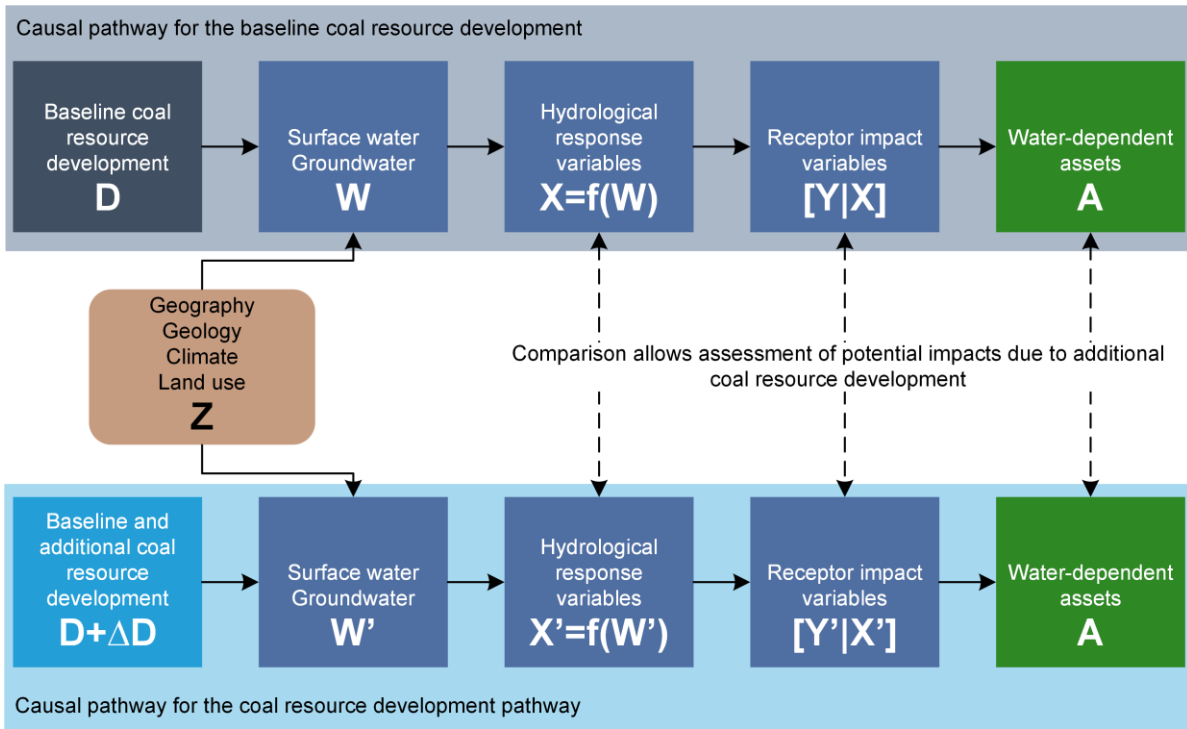 Causal pathway for the baseline coal resource development
Baseline coal
resource
development
D
Surface water
Groundwater
W
Hydrological
response
variables
X=f(W)
Receptor impact
variables
[Y|X]
Water-dependent
assets
A
Geography
Geology
Climate
Land use
Z
Comparison allows assessment of potential impacts due to additional
coal resource development
Baseline and
additional coal
resource
development
D+ΔD
Surface water
Groundwater
W’
Hydrological
response
variables
X’=f(W’)
Receptor impact
variables
[Y’|X’]
Water-dependent
assets
A
Causal pathway for the coal resource development pathway